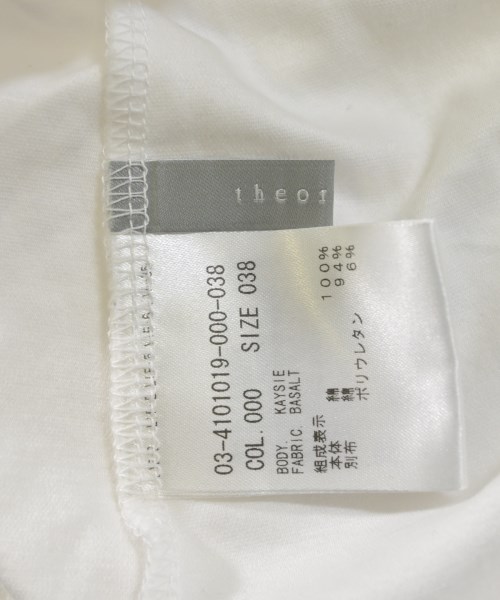 theor
03-4101019-000-038
COL.000 SIZE 038
BODY. KAYSIE
FABRIC. BASALT
組成表示
本体 綿 100%
別布 綿 94%
ポリウレタン 6%